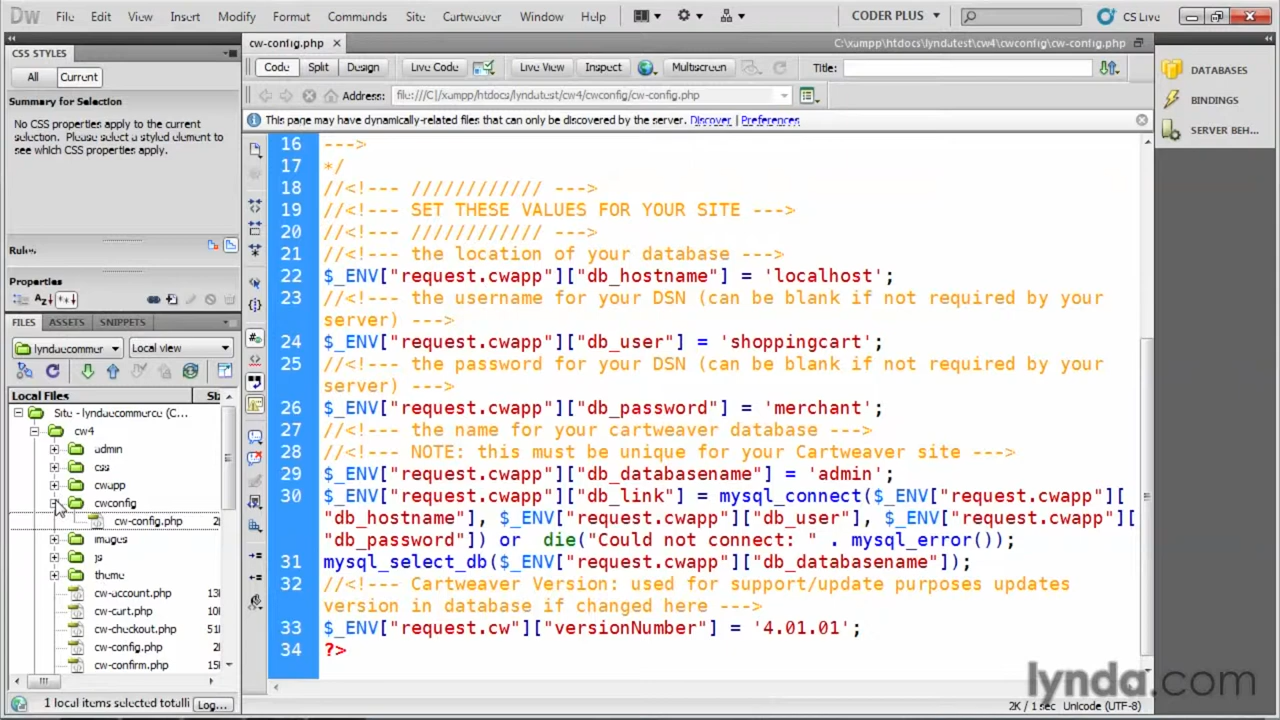 Dw File Edit View Insert Modify Format Commands Site Cartweaver Window Help CODER PLUS CS Live
CSS STYLES
All Current
Summary for Selection
No CSS properties apply to the current
selection. Please select a styled element to
see which CSS properties apply.
Rules
Properties
FILES ASSETS SNIPPETS
lyndaecommer Local view
Local Files Siz
Site - lyndaecommerce (C...
cw4
admin
css
cwapp
cwconfig
cw-config.php 2
images
js
theme
cw-account.php 13
cw-cart.php
cw-checkout.php 51
cw-config.php 2
cw-confirm.php 15
1 local items selected totalli Log...
cw-config.php C:\xampp\htdocs\lyndatest\cw4\cwconfig\cw-config.php
Code Split Design Live Code Live View Inspect Multiscreen Title:
Address: file:///C|/xampp/htdocs/lyndatest/cw4/cwconfig/cw-config.php
This page may have dynamically-related files that can only be discovered by the server. Discover | Preferences
16 --->
17 */
18 //<!--- //////////// --->
19 //<!--- SET THESE VALUES FOR YOUR SITE --->
20 //<!--- //////////// --->
21 //<!--- the location of your database --->
22 $_ENV["request.cwapp"]["db_hostname"] = 'localhost';
23 //<!--- the username for your DSN (can be blank if not required by your
server) --->
24 $_ENV["request.cwapp"]["db_user"] = 'shoppingcart';
25 //<!--- the password for your DSN (can be blank if not required by your
server) --->
26 $_ENV["request.cwapp"]["db_password"] = 'merchant';
27 //<!--- the name for your cartweaver database --->
28 //<!--- NOTE: this must be unique for your Cartweaver site --->
29 $_ENV["request.cwapp"]["db_databasename"] = 'admin';
30 $_ENV["request.cwapp"]["db_link"] = mysql_connect($_ENV["request.cwapp"][
"db_hostname"], $_ENV["request.cwapp"]["db_user"], $_ENV["request.cwapp"][
"db_password"]) or die("Could not connect: " . mysql_error());
31 mysql_select_db($_ENV["request.cwapp"]["db_databasename"]);
32 //<!--- Cartweaver Version: used for support/update purposes updates
version in database if changed here --->
33 $_ENV["request.cw"]["versionNumber"] = '4.01.01';
34 ?>
2K / 1 sec Unicode (UTF-8)
DATABASES
BINDINGS
SERVER BEH...
lynda.com